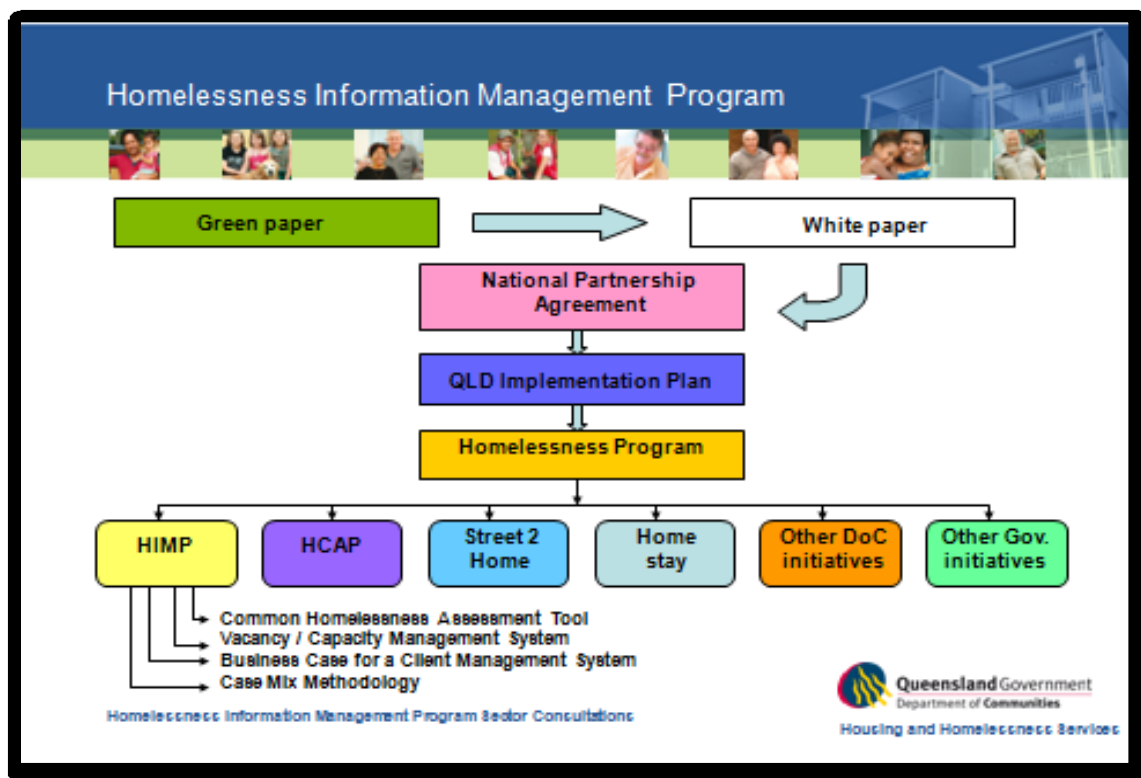 Homelessness Information Management Program
Green paper
White paper
National Partnership
Agreement
QLD Implementation Plan
Homelessness Program
HIMP
HCAP
Street 2
Home
Home
stay
Other DoC
initiatives
Other Gov.
initiatives
Common Homelessness Assessment Tool
Vacancy / Capacity Management System
Business Case for a Client Management System
Case Mix Methodology
Homelessness Information Management Program Sector Consultations
Queensland Government
Department of Communities
Housing and Homelessness Services